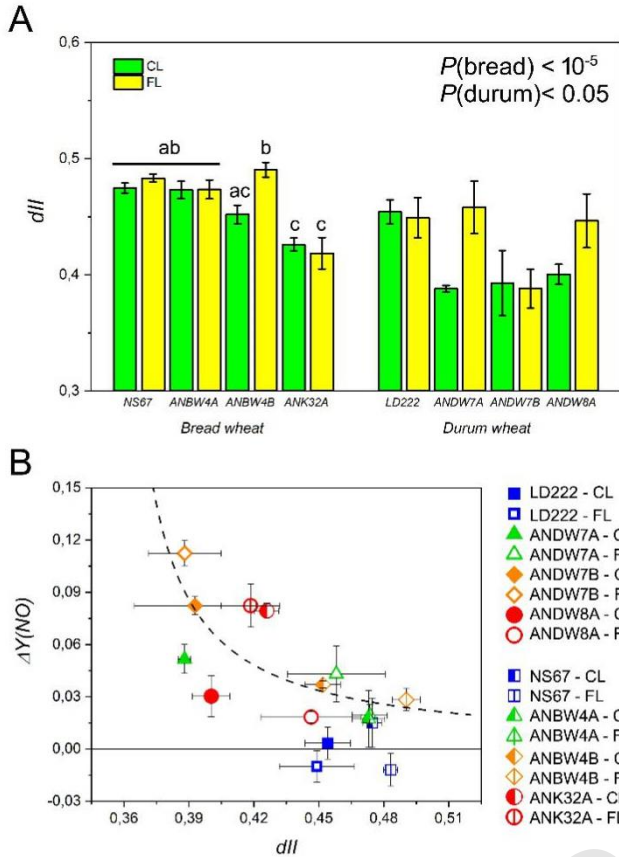 A
0,6
0,5
0,4
0,3
dII
CL
FL
P(bread) < 10-5
P(durum)< 0.05
ab
ac
b
c
c
NS67
ANBW4A
ANBW4B
ANK32A
LD222
ANDW7A
ANDW7B
ANDW8A
Bread wheat
Durum wheat
B
0,15
0,12
0,09
0,06
0,03
0,00
-0,03
ΔY(NO)
0,36
0,39
0,42
0,45
0,48
0,51
dII
LD222 - CL
LD222 - FL
ANDW7A - C
ANDW7A - F
ANDW7B - C
ANDW7B - F
ANDW8A - C
ANDW8A - F
NS67 - CL
NS67 - FL
ANBW4A - C
ANBW4A - F
ANBW4B - C
ANBW4B - F
ANK32A - CL
ANK32A - FL